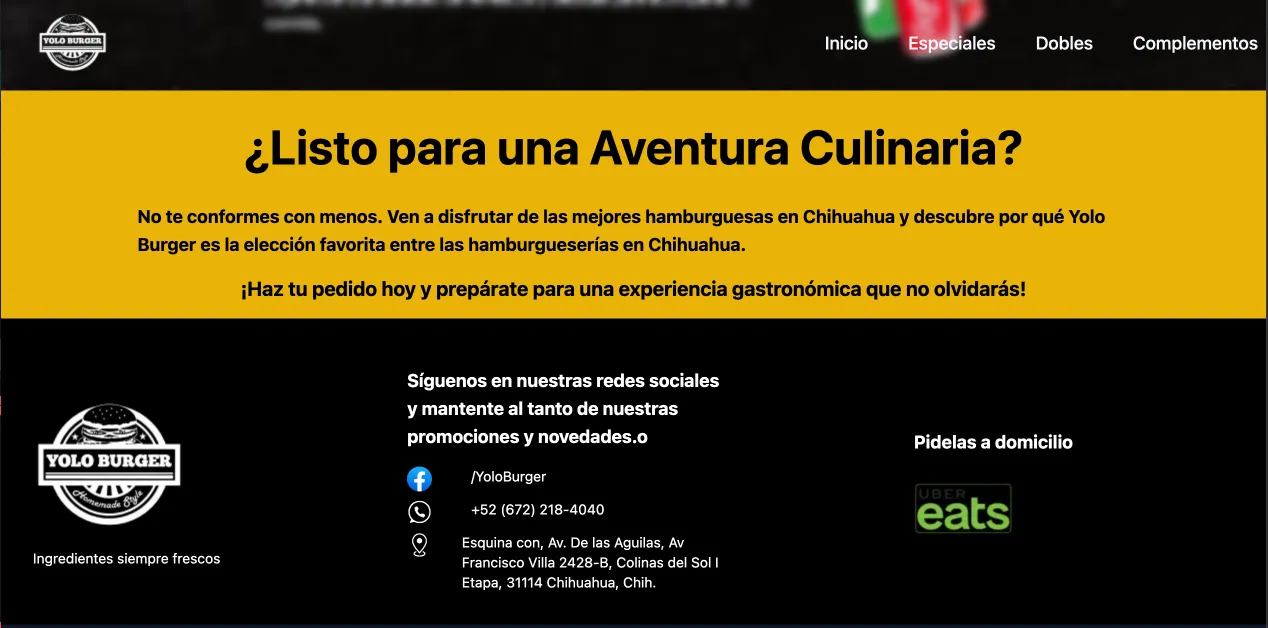 YOLO BURGER
Inicio Especiales Dobles Complementos
¿Listo para una Aventura Culinaria?
No te conformes con menos. Ven a disfrutar de las mejores hamburguesas en Chihuahua y descubre por qué Yolo
Burger es la elección favorita entre las hamburgueserías en Chihuahua.
¡Haz tu pedido hoy y prepárate para una experiencia gastronómica que no olvidarás!
YOLO BURGER
Homemade Style
Ingredientes siempre frescos
Síguenos en nuestras redes sociales
y mantente al tanto de nuestras
promociones y novedades.o
/YoloBurger
+52 (672) 218-4040
Esquina con, Av. De las Aguilas, Av
Francisco Villa 2428-B, Colinas del Sol I
Etapa, 31114 Chihuahua, Chih.
Pidelas a domicilio
UBER
eats